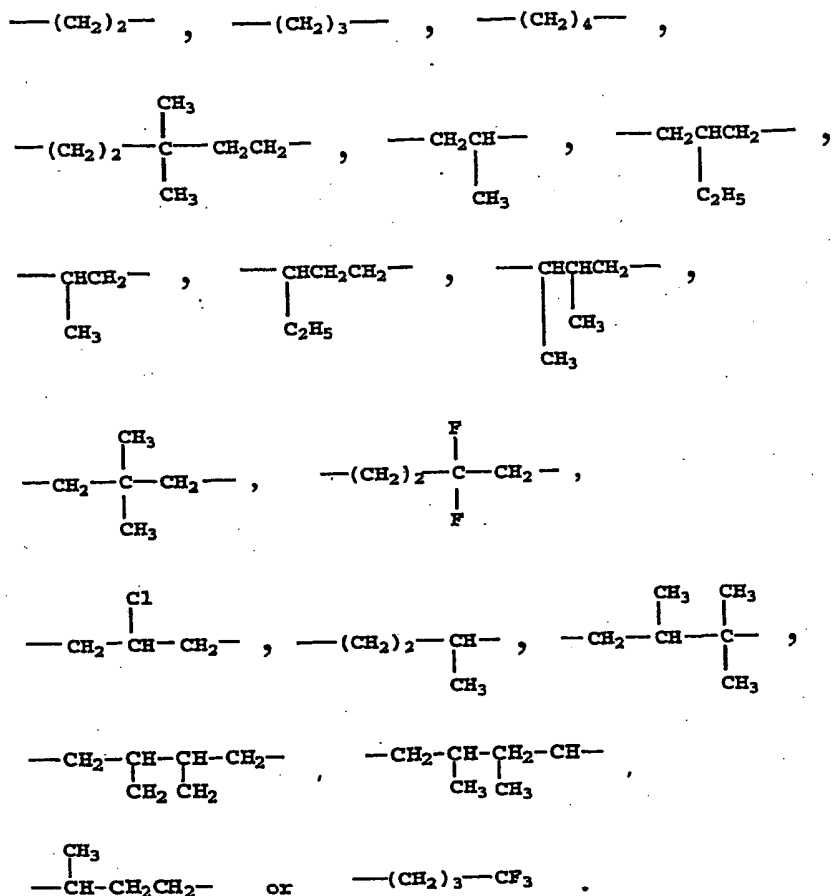 —(CH2)2— , —(CH2)3— , —(CH2)4— ,
CH3
—(CH2)2—C—CH2CH2— , —CH2CH— , —CH2CHCH2— ,
CH3 CH3 C2H5
—CHCH2— , —CHCH2CH2— , —CHCHCH2— ,
CH3 C2H5 CH3
CH3
CH3 F
—CH2—C—CH2— , —(CH2)2—C—CH2— ,
CH3 F
Cl CH3 CH3
—CH2—CH—CH2— , —(CH2)2—CH— , —CH2—CH—C— ,
CH3 CH3
—CH2—CH—CH—CH2— , —CH2—CH—CH2—CH— ,
CH2 CH2 CH3 CH3
CH3
—CH—CH2CH2— or —(CH2)3—CF3 .